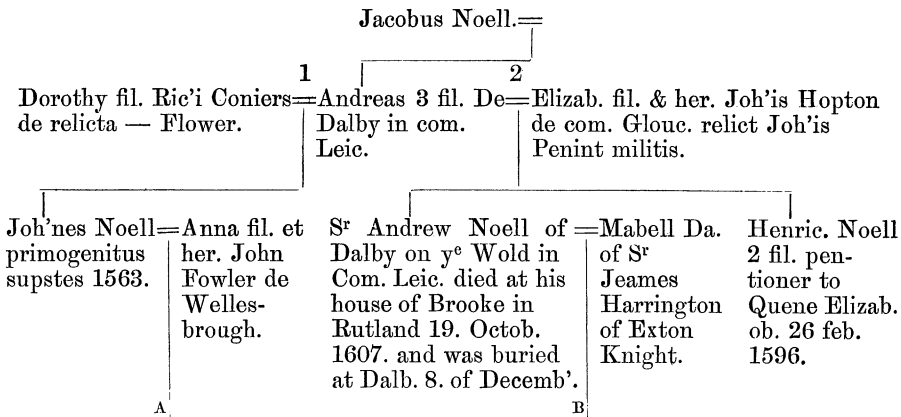 Jacobus Noell.=
1
2
Dorothy fil. Ric'i Coniers=
de relicta — Flower.
Andreas 3 fil. De=
Dalby in com.
Leic.
Elizab. fil. & her. Joh'is Hopton
de com. Glouc. relict Joh'is
Penint militis.
Joh'nes Noell=
primogenitus
supstes 1563.
Anna fil. et
her. John
Fowler de
Welles-
brough.
Sr Andrew Noell of =
Dalby on ye Wold in
Com. Leic. died at his
house of Brooke in
Rutland 19. Octob.
1607. and was buried
at Dalb. 8. of Decemb'.
Mabell Da.
of Sr
Jeames
Harrington
of Exton
Knight.
Henric. Noell
2 fil. pen-
tioner to
Quene Elizab.
ob. 26 feb.
1596.
A
B